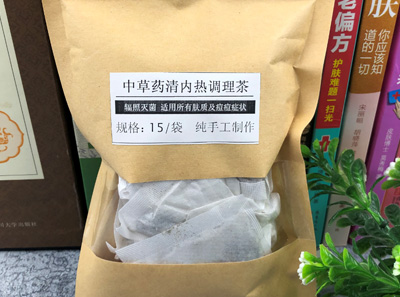 中草药清内热调理茶
辐照灭菌 适用所有肤质及痘痘症状
规格：15/袋 纯手工制作
老偏方
护肤难题
一扫光
肤
你应该知
道的一切